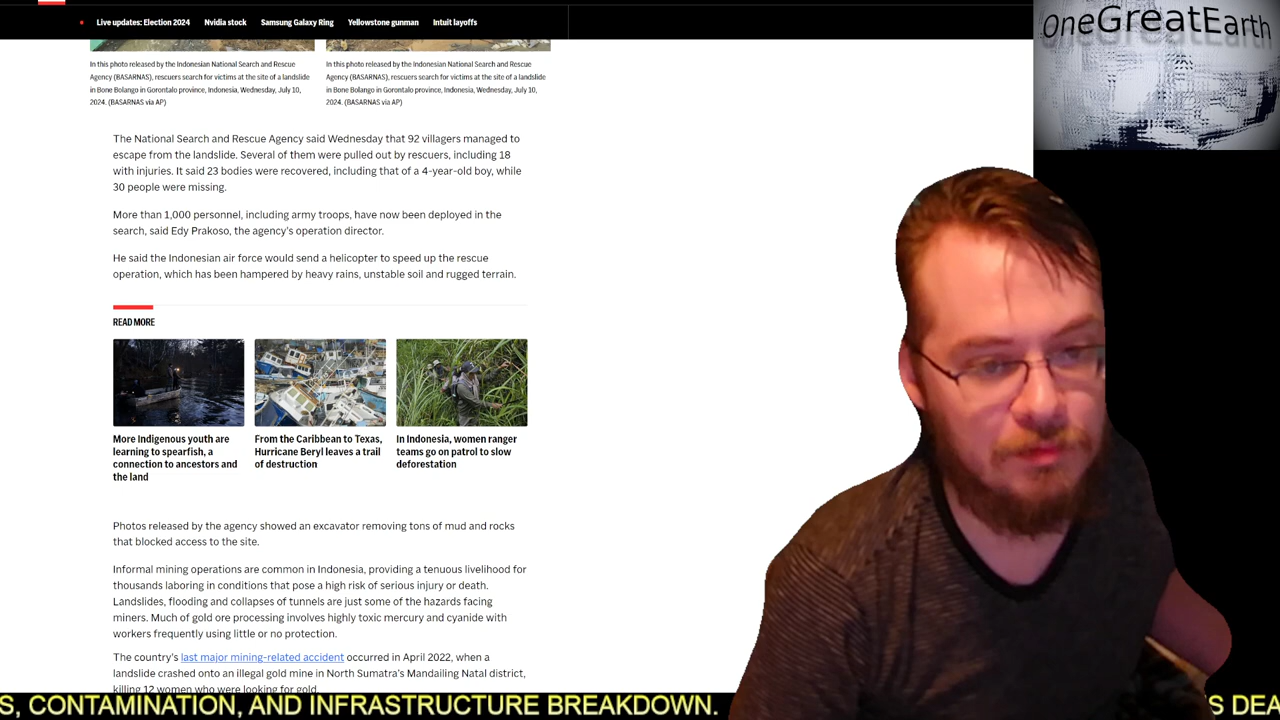 Live updates: Election 2024 Nvidia stock Samsung Galaxy Ring Yellowstone gunman Intuit layoffs
OneGreatEarth
In this photo released by the Indonesian National Search and Rescue
Agency (BASARNAS), rescuers search for victims at the site of a landslide
in Bone Bolango in Gorontalo province, Indonesia, Wednesday, July 10,
2024. (BASARNAS via AP)
In this photo released by the Indonesian National Search and Rescue
Agency (BASARNAS), rescuers search for victims at the site of a landslide
in Bone Bolango in Gorontalo province, Indonesia, Wednesday, July 10,
2024. (BASARNAS via AP)
The National Search and Rescue Agency said Wednesday that 92 villagers managed to
escape from the landslide. Several of them were pulled out by rescuers, including 18
with injuries. It said 23 bodies were recovered, including that of a 4-year-old boy, while
30 people were missing.
More than 1,000 personnel, including army troops, have now been deployed in the
search, said Edy Prakoso, the agency's operation director.
He said the Indonesian air force would send a helicopter to speed up the rescue
operation, which has been hampered by heavy rains, unstable soil and rugged terrain.
READ MORE
More Indigenous youth are
learning to spearfish, a
connection to ancestors and
the land
From the Caribbean to Texas,
Hurricane Beryl leaves a trail
of destruction
In Indonesia, women ranger
teams go on patrol to slow
deforestation
Photos released by the agency showed an excavator removing tons of mud and rocks
that blocked access to the site.
Informal mining operations are common in Indonesia, providing a tenuous livelihood for
thousands laboring in conditions that pose a high risk of serious injury or death.
Landslides, flooding and collapses of tunnels are just some of the hazards facing
miners. Much of gold ore processing involves highly toxic mercury and cyanide with
workers frequently using little or no protection.
The country's last major mining-related accident occurred in April 2022, when a
landslide crashed onto an illegal gold mine in North Sumatra's Mandailing Natal district,
killing 12 women who were looking for gold.
S, CONTAMINATION, AND INFRASTRUCTURE BREAKDOWN. S DEA